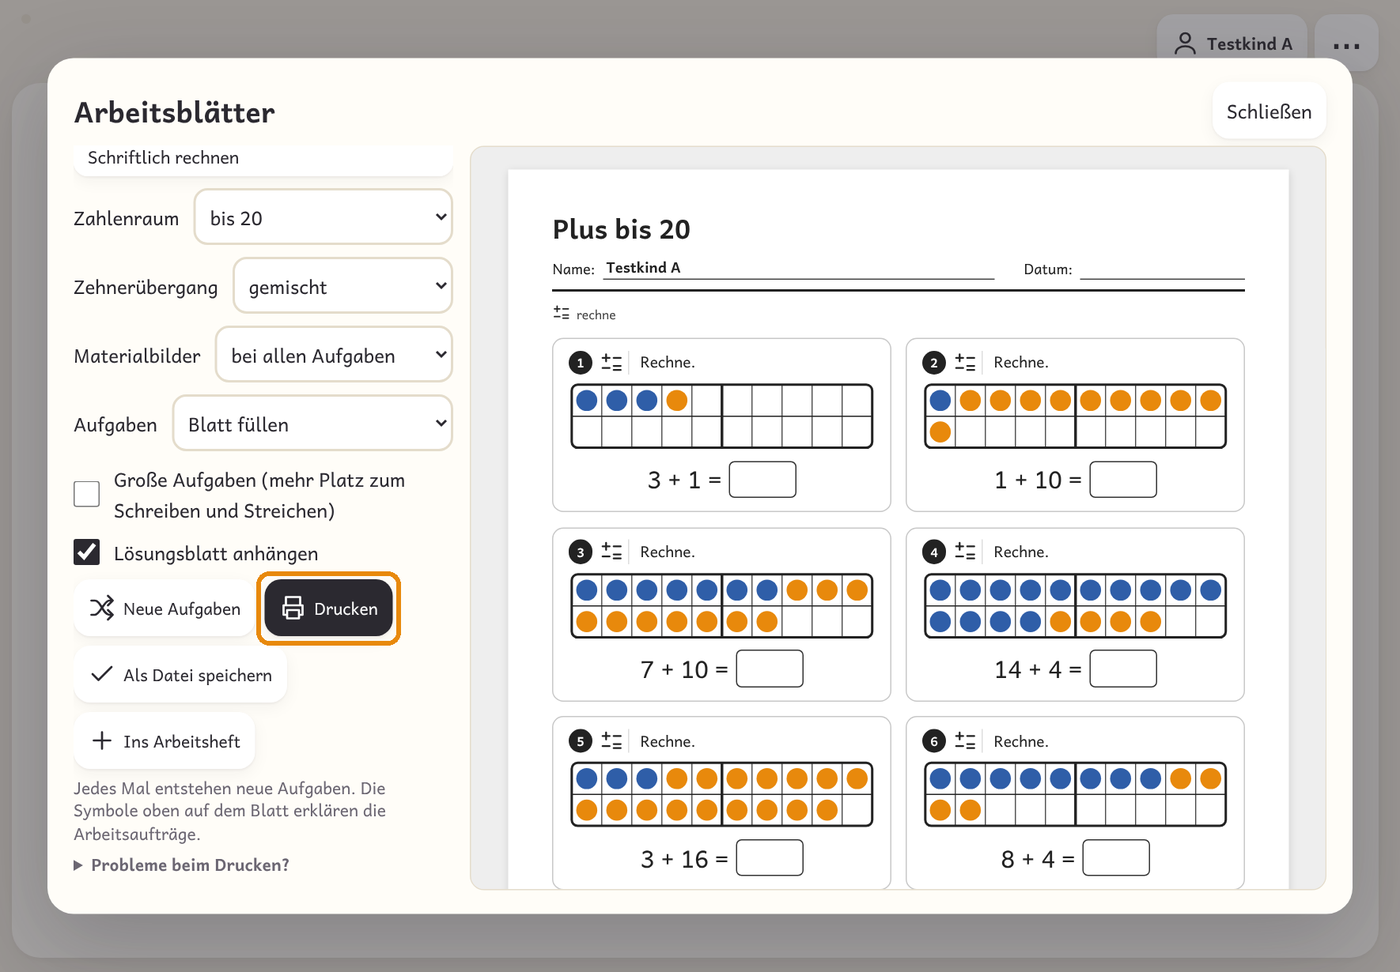 Testkind A
...
Arbeitsblätter
Schließen
Schriftlich rechnen
Zahlenraum
bis 20
Zehnerübergang
gemischt
Materialbilder
bei allen Aufgaben
Aufgaben
Blatt füllen
Große Aufgaben (mehr Platz zum
Schreiben und Streichen)
Lösungsblatt anhängen
Neue Aufgaben
Drucken
Als Datei speichern
Ins Arbeitsheft
Jedes Mal entstehen neue Aufgaben. Die
Symbole oben auf dem Blatt erklären die
Arbeitsaufträge.
Probleme beim Drucken?
Plus bis 20
Name: Testkind A
Datum:
rechne
1 Rechne.
3 + 1 =
2 Rechne.
1 + 10 =
3 Rechne.
7 + 10 =
4 Rechne.
14 + 4 =
5 Rechne.
3 + 16 =
6 Rechne.
8 + 4 =